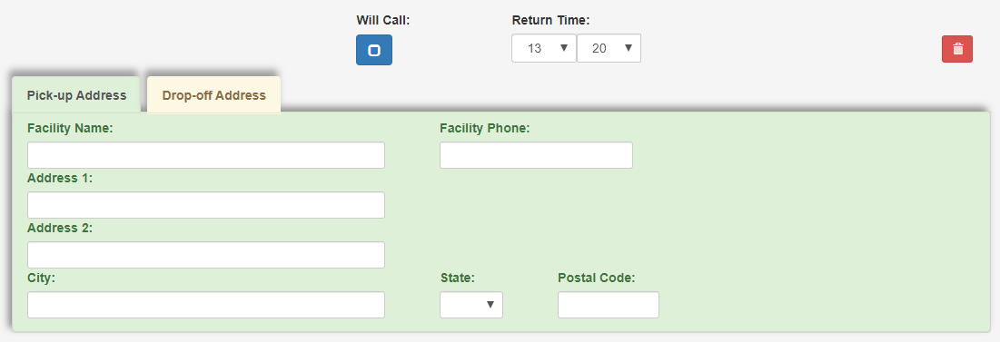 Will Call: Return Time:
13 20
Pick-up Address Drop-off Address
Facility Name: Facility Phone:
Address 1:
Address 2:
City: State: Postal Code: